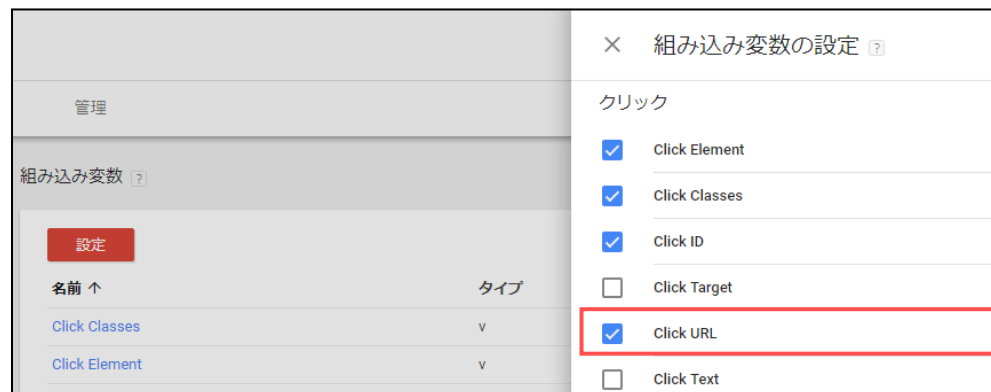 管理
組み込み変数 ?
設定
名前 ↑ タイプ
Click Classes v
Click Element v
× 組み込み変数の設定 ?
クリック
Click Element
Click Classes
Click ID
Click Target
Click URL
Click Text